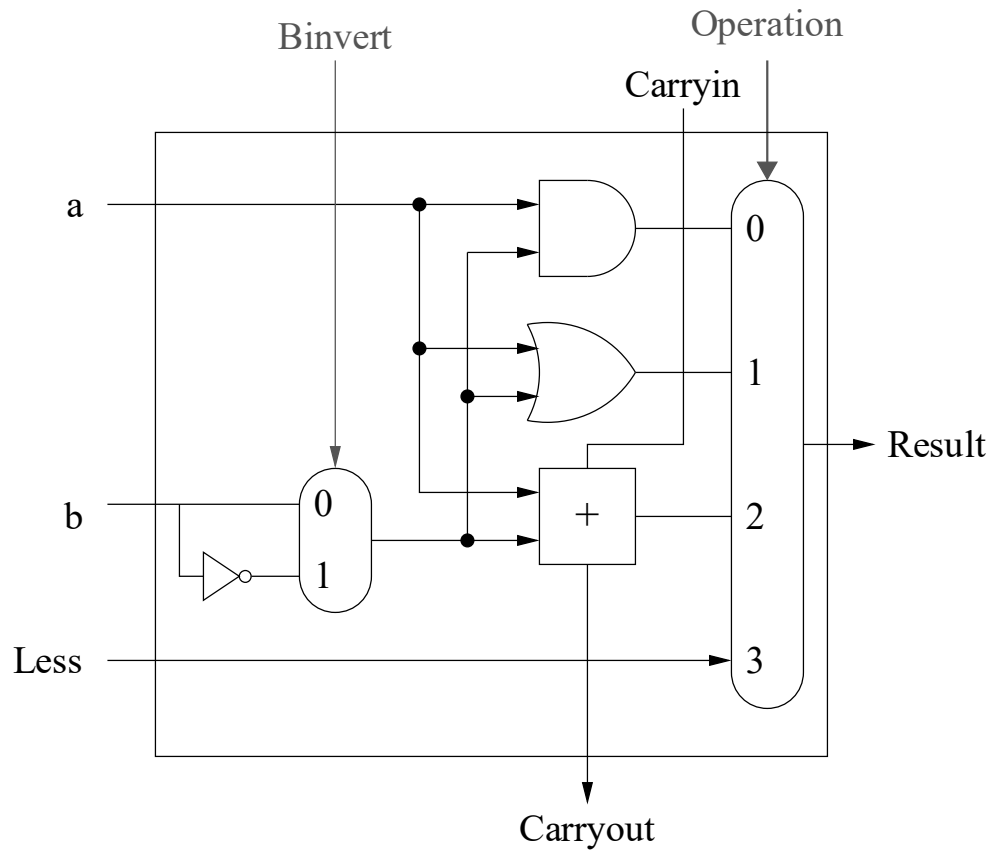 Binvert
Operation
Carryin
a
0
1
b
0
1
+
2
Result
Less
3
Carryout